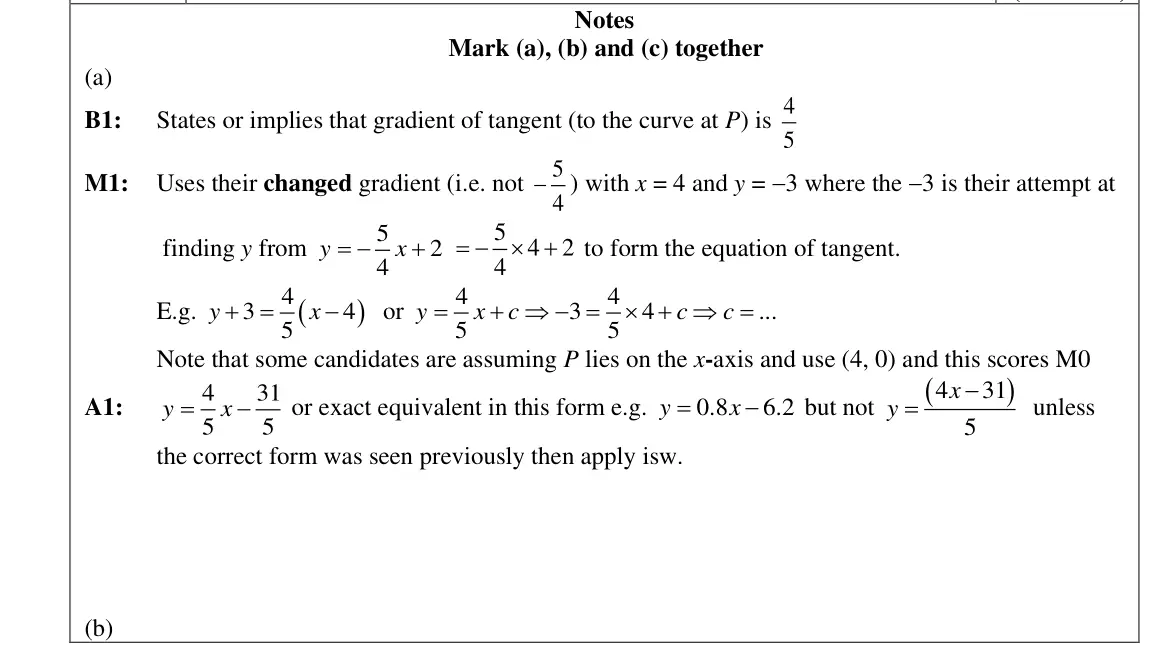 Notes
Mark (a), (b) and (c) together
(a)
B1: States or implies that gradient of tangent (to the curve at P) is 4/5
M1: Uses their changed gradient (i.e. not −5/4) with x = 4 and y = −3 where the −3 is their attempt at
finding y from y = −5/4 x + 2 = −5/4 × 4 + 2 to form the equation of tangent.
E.g. y + 3 = 4/5 (x − 4) or y = 4/5 x + c ⇒ −3 = 4/5 × 4 + c ⇒ c = ...
Note that some candidates are assuming P lies on the x-axis and use (4, 0) and this scores M0
A1: y = 4/5 x − 31/5 or exact equivalent in this form e.g. y = 0.8x − 6.2 but not y = (4x − 31)/5 unless
the correct form was seen previously then apply isw.
(b)